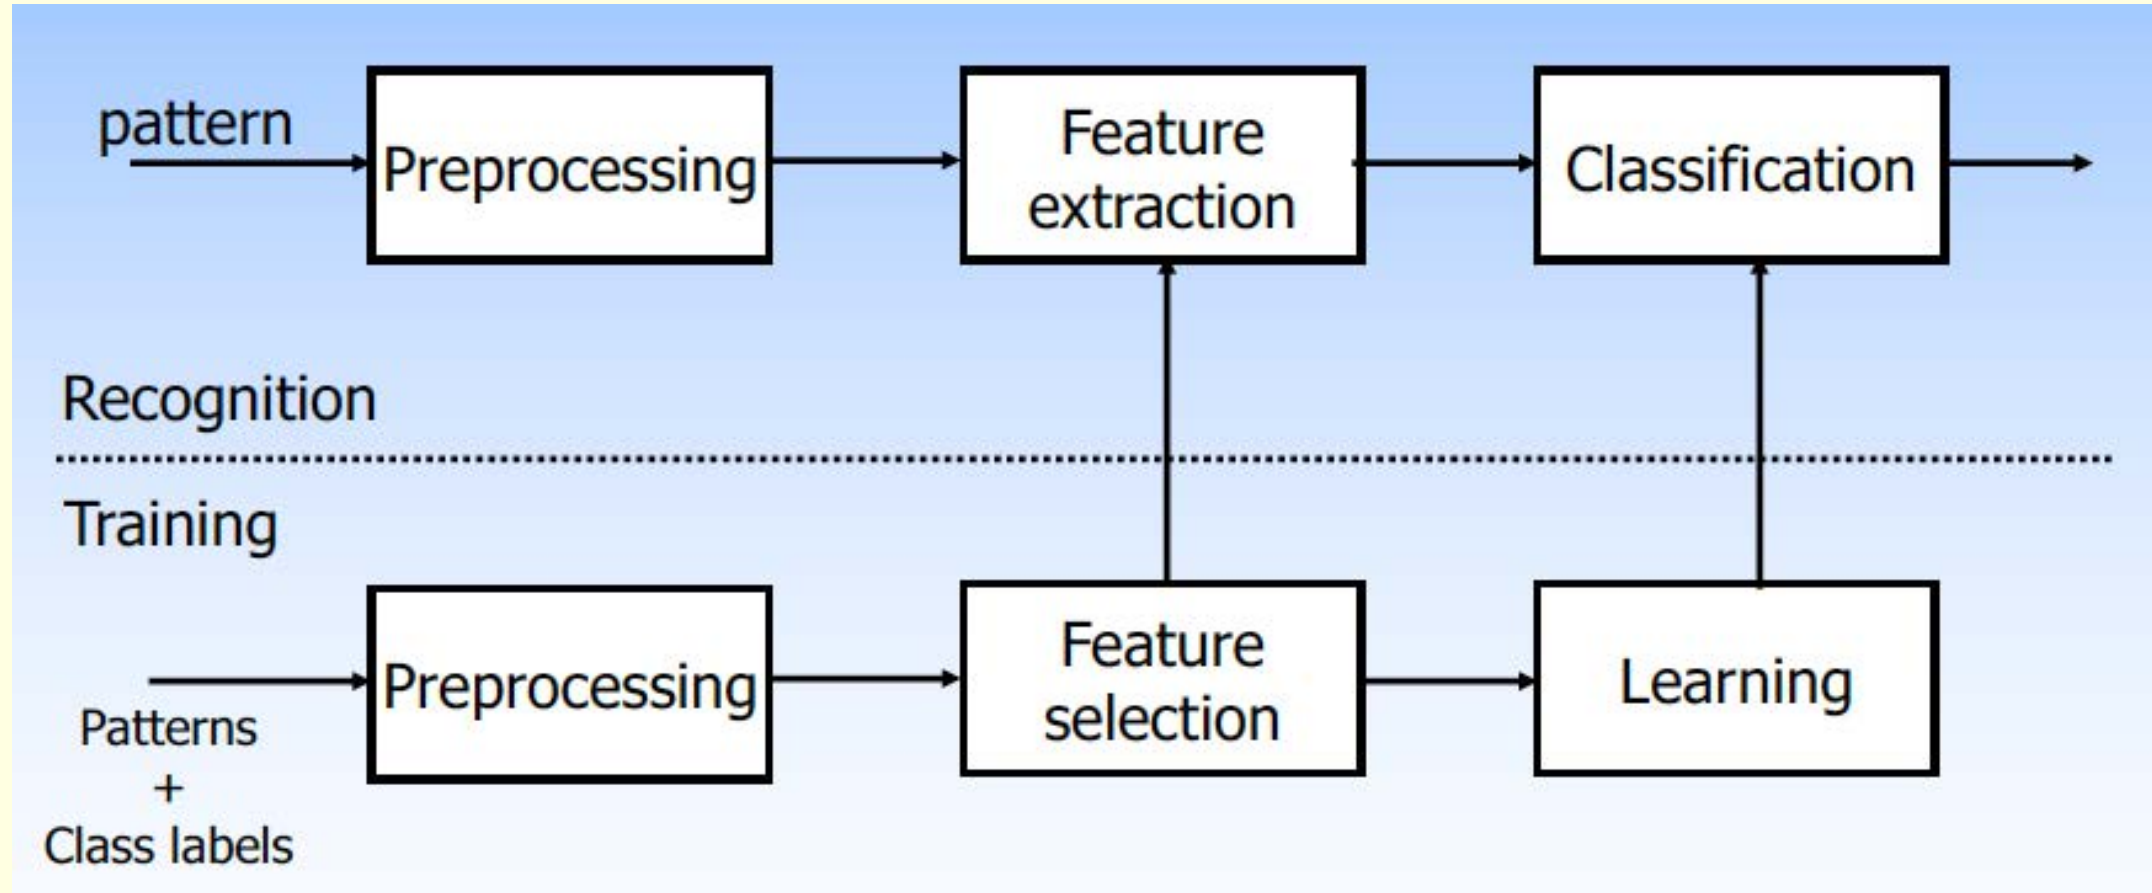 pattern
Preprocessing
Feature
extraction
Classification
Recognition
Training
Patterns
+
Class labels
Preprocessing
Feature
selection
Learning